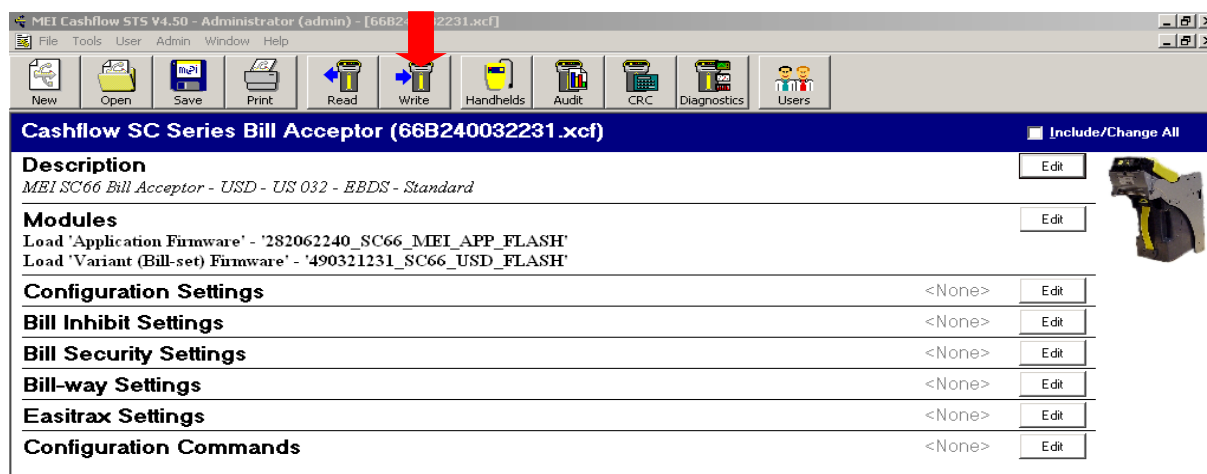 MEI Cashflow STS V4.50 - Administrator (admin) - [66B24 32231.xcf]
File Tools User Admin Window Help
New Open mei Save Print Read Write Handhelds Audit CRC Diagnostics Users
Cashflow SC Series Bill Acceptor (66B240032231.xcf) Include/Change All
Description Edit
MEI SC66 Bill Acceptor - USD - US 032 - EBDS - Standard
Modules Edit
Load 'Application Firmware' - '282062240_SC66_MEI_APP_FLASH'
Load 'Variant (Bill-set) Firmware' - '490321231_SC66_USD_FLASH'
Configuration Settings <None> Edit
Bill Inhibit Settings <None> Edit
Bill Security Settings <None> Edit
Bill-way Settings <None> Edit
Easitrax Settings <None> Edit
Configuration Commands <None> Edit